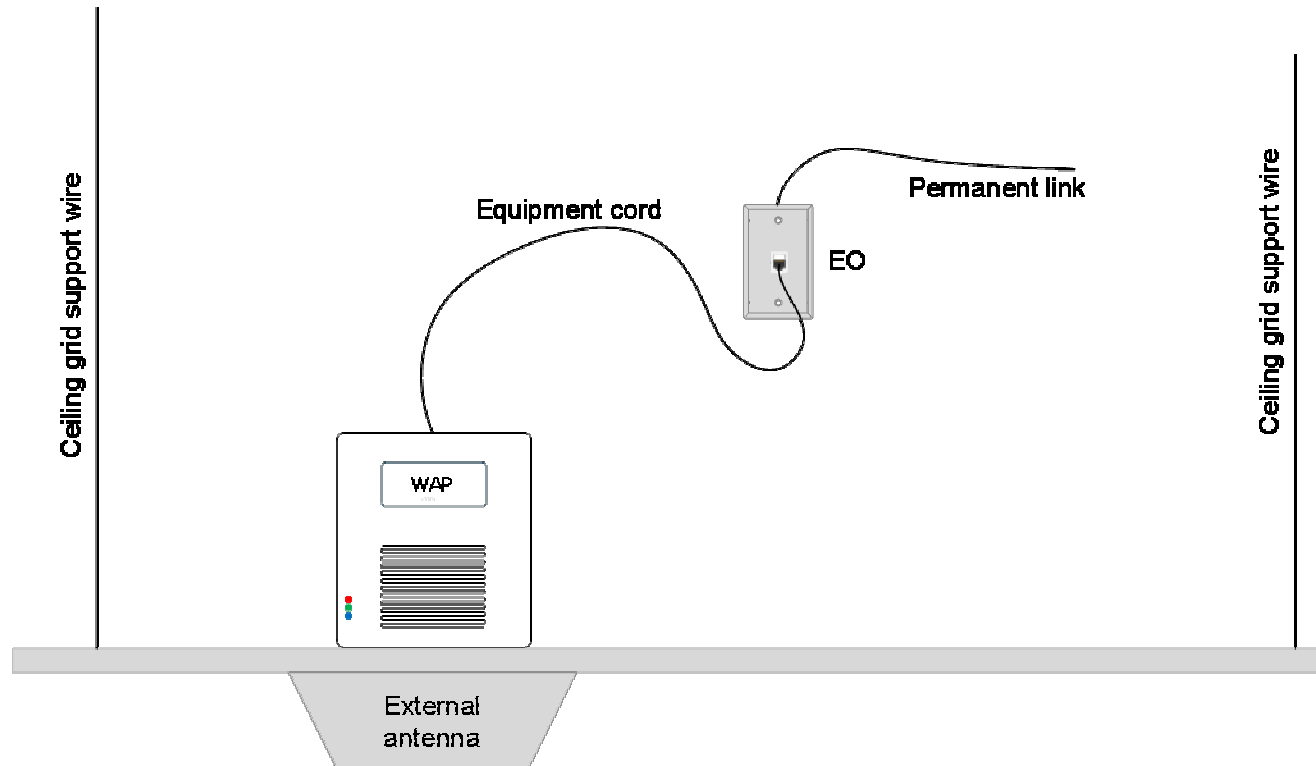 Ceiling grid support wire
Equipment cord
Permanent link
EO
Ceiling grid support wire
WAP
External
antenna